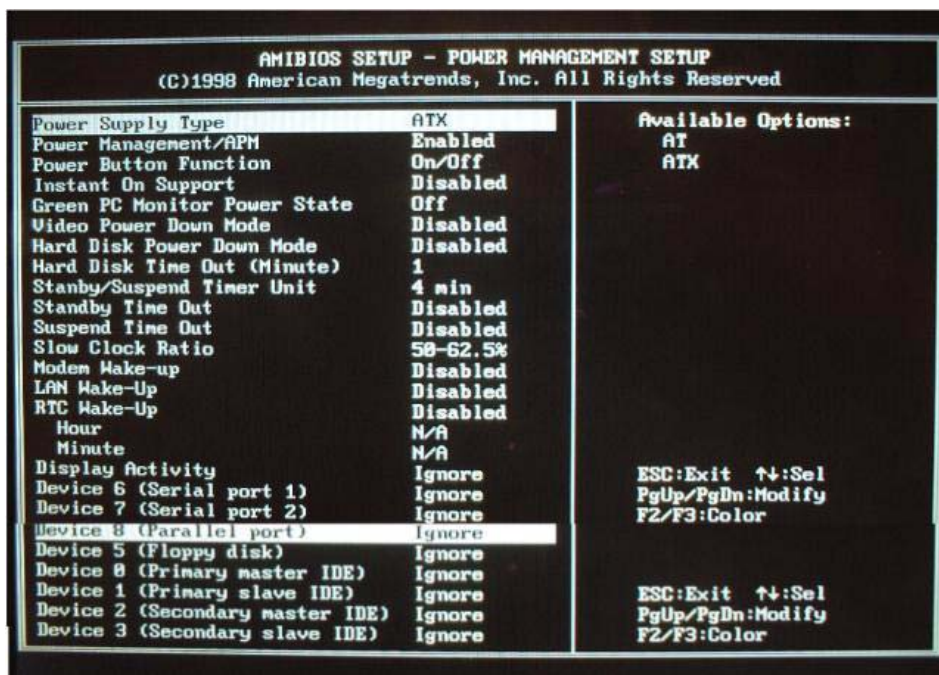 AMIBIOS SETUP - POWER MANAGEMENT SETUP
(C)1998 American Megatrends, Inc. All Rights Reserved
Power Supply Type ATX
Power Management/APM Enabled
Power Button Function On/Off
Instant On Support Disabled
Green PC Monitor Power State Off
Video Power Down Mode Disabled
Hard Disk Power Down Mode Disabled
Hard Disk Time Out (Minute) 1
Stanby/Suspend Timer Unit 4 min
Standby Time Out Disabled
Suspend Time Out Disabled
Slow Clock Ratio 50-62.5%
Modem Wake-up Disabled
LAN Wake-Up Disabled
RTC Wake-Up Disabled
Hour N/A
Minute N/A
Display Activity Ignore
Device 6 (Serial port 1) Ignore
Device 7 (Serial port 2) Ignore
Device 8 (Parallel port) Ignore
Device 5 (Floppy disk) Ignore
Device 0 (Primary master IDE) Ignore
Device 1 (Primary slave IDE) Ignore
Device 2 (Secondary master IDE) Ignore
Device 3 (Secondary slave IDE) Ignore
Available Options:
AT
ATX
ESC:Exit ↑↓:Sel
PgUp/PgDn:Modify
F2/F3:Color
ESC:Exit ↑↓:Sel
PgUp/PgDn:Modify
F2/F3:Color